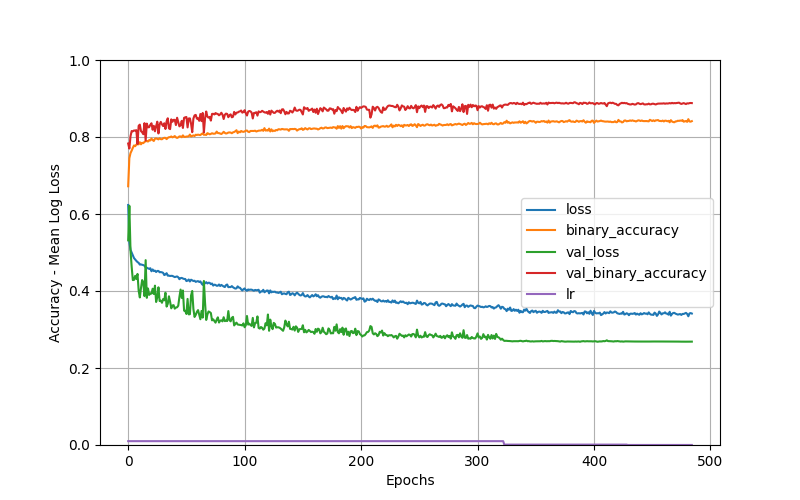 1.0
0.8
0.6
0.4
0.2
0.0
Accuracy - Mean Log Loss
loss
binary_accuracy
val_loss
val_binary_accuracy
lr
0 100 200 300 400 500
Epochs